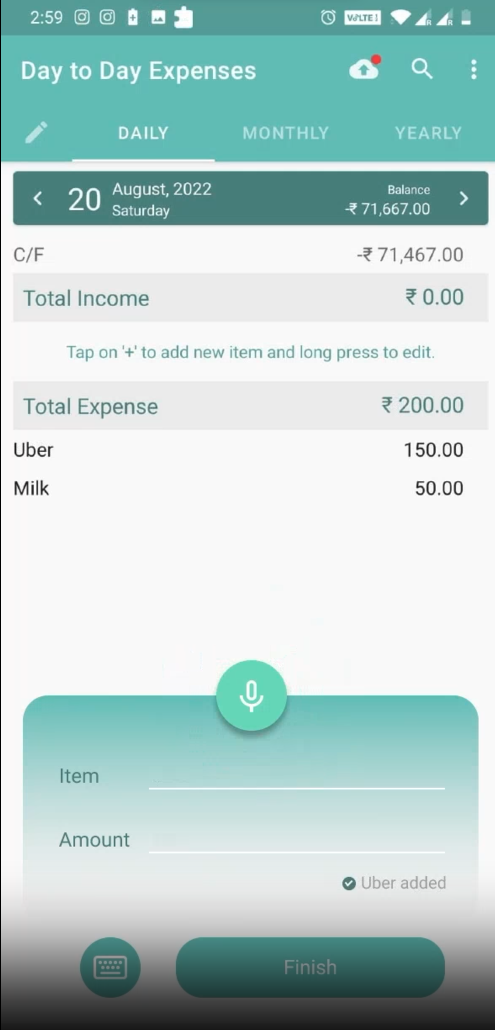 2:59 VoLTE
Day to Day Expenses
DAILY MONTHLY YEARLY
20 August, 2022 Balance
Saturday -₹ 71,667.00
C/F -₹ 71,467.00
Total Income ₹ 0.00
Tap on '+' to add new item and long press to edit.
Total Expense ₹ 200.00
Uber 150.00
Milk 50.00
Item
Amount
Uber added
Finish